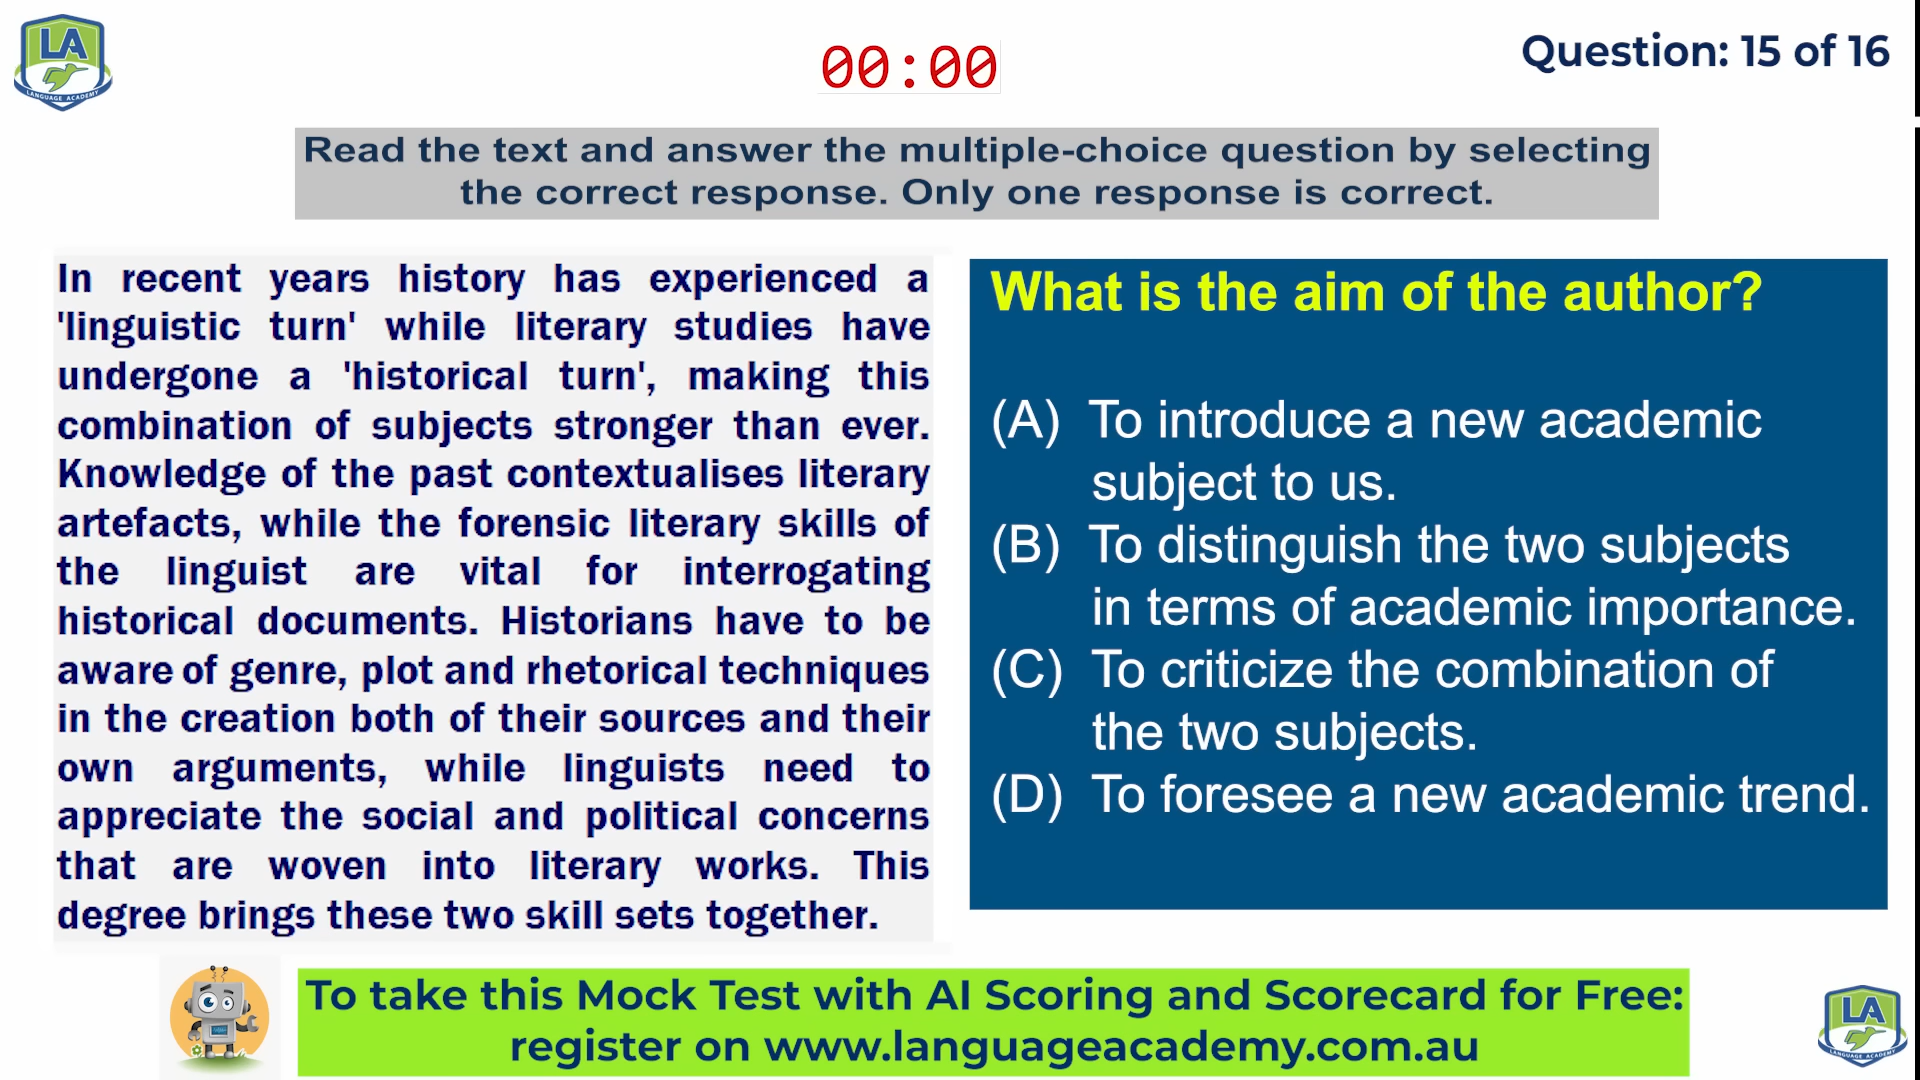 LA
LANGUAGE ACADEMY
00:00
Question: 15 of 16
Read the text and answer the multiple-choice question by selecting
the correct response. Only one response is correct.
In recent years history has experienced a
'linguistic turn' while literary studies have
undergone a 'historical turn', making this
combination of subjects stronger than ever.
Knowledge of the past contextualises literary
artefacts, while the forensic literary skills of
the linguist are vital for interrogating
historical documents. Historians have to be
aware of genre, plot and rhetorical techniques
in the creation both of their sources and their
own arguments, while linguists need to
appreciate the social and political concerns
that are woven into literary works. This
degree brings these two skill sets together.
What is the aim of the author?
(A) To introduce a new academic
subject to us.
(B) To distinguish the two subjects
in terms of academic importance.
(C) To criticize the combination of
the two subjects.
(D) To foresee a new academic trend.
To take this Mock Test with AI Scoring and Scorecard for Free:
register on www.languageacademy.com.au
LA
LANGUAGE ACADEMY